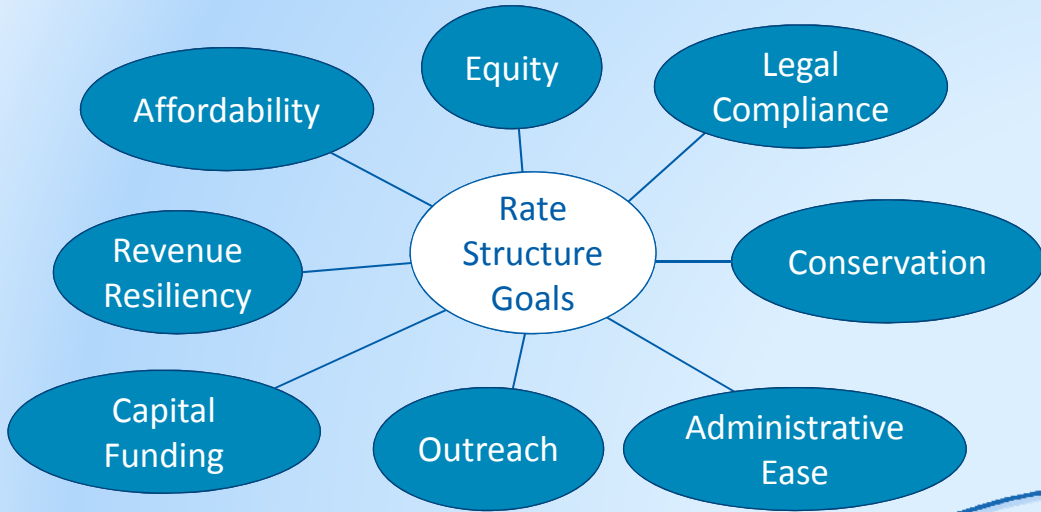 Equity
Legal
Compliance
Affordability
Rate
Structure
Goals
Revenue
Resiliency
Conservation
Capital
Funding
Outreach
Administrative
Ease